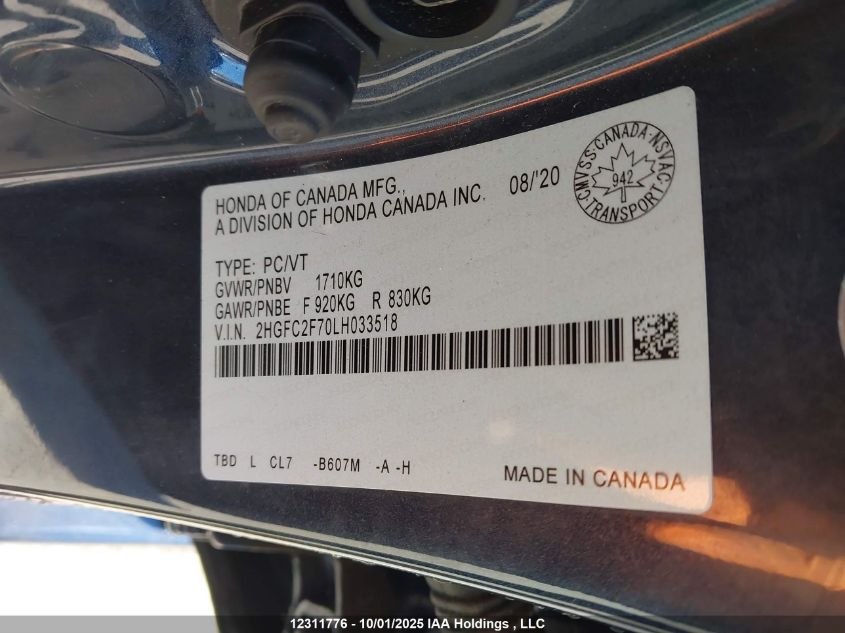 HONDA OF CANADA MFG., 08/'20
A DIVISION OF HONDA CANADA INC.
CMVSS·CANADA·NSVAC
942
·TRANSPORT·
TYPE: PC/VT
GVWR/PNBV 1710KG
GAWR/PNBE F 920KG R 830KG
V.I.N. 2HGFC2F70LH033518
TBD L CL7 -B607M -A -H
MADE IN CANADA
12311776 - 10/01/2025 IAA Holdings , LLC